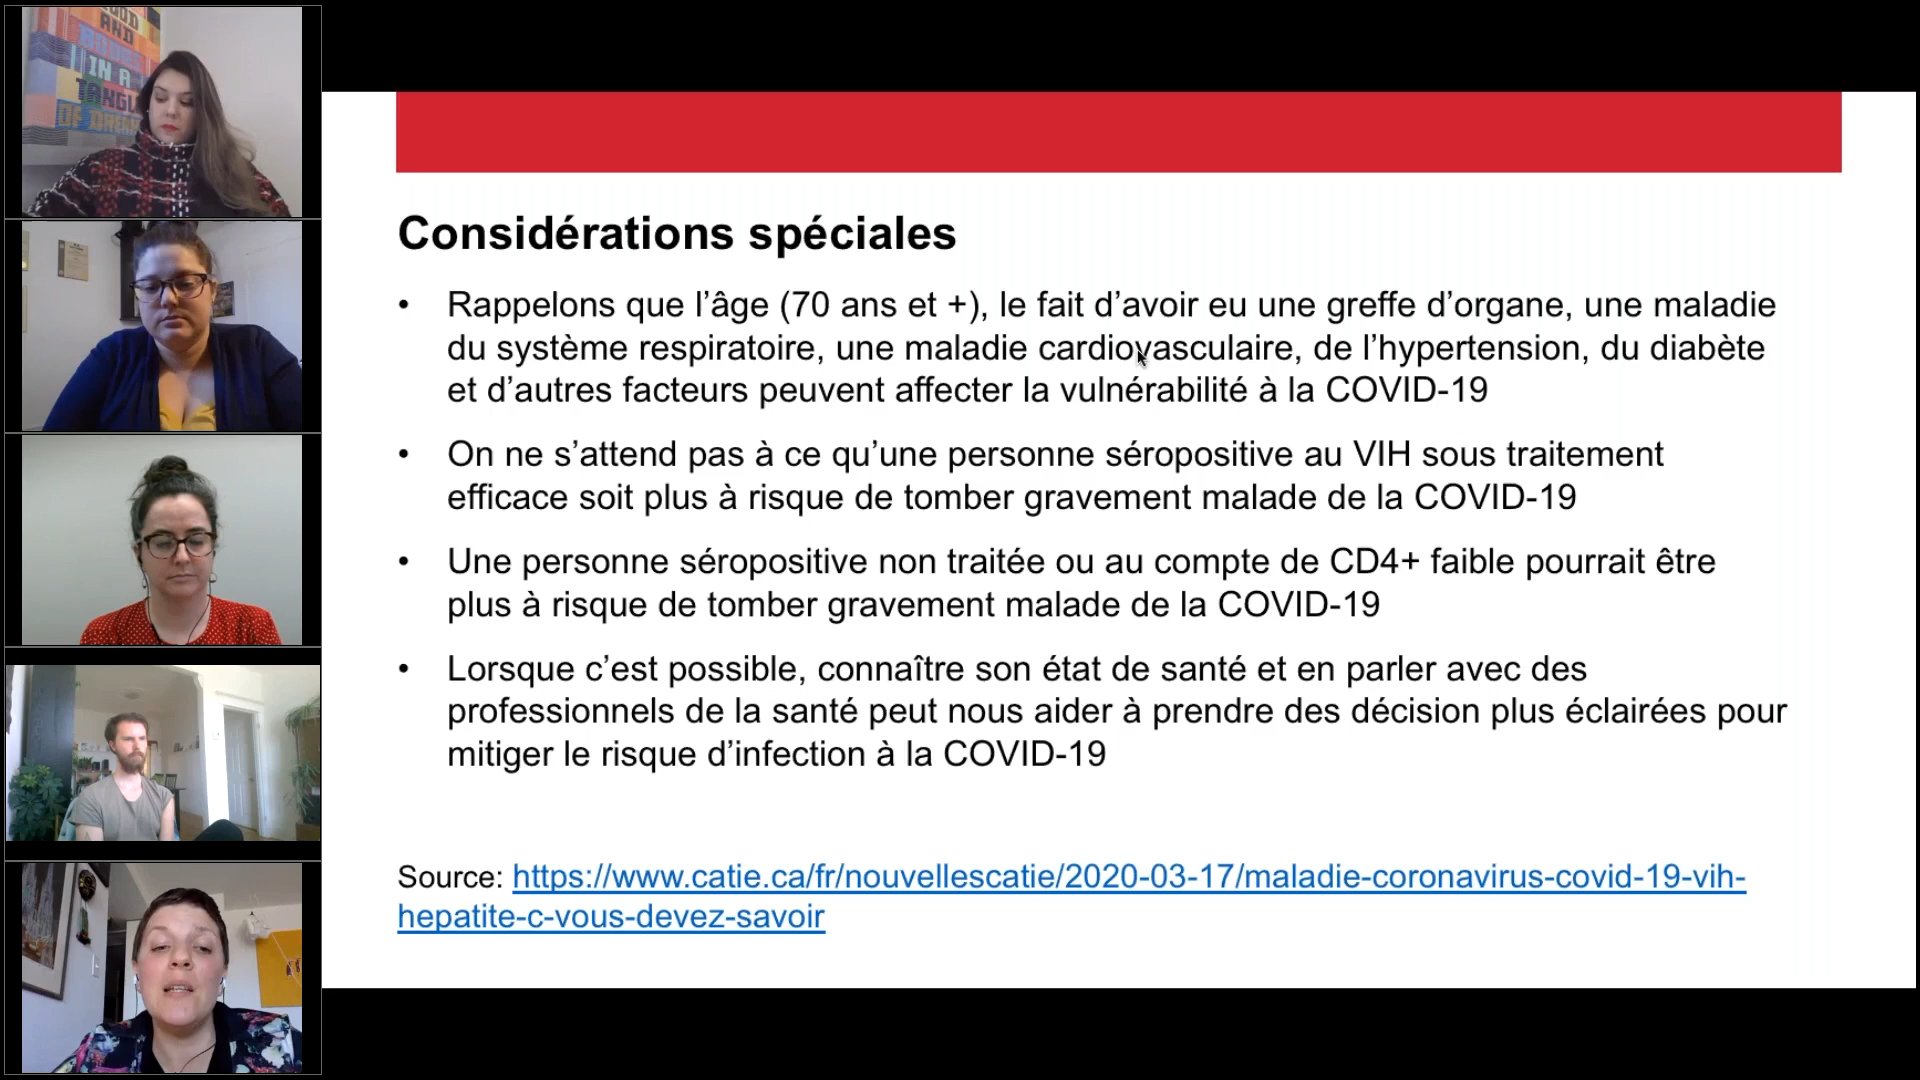 AND
IN A
TANGL
OF DREAM
Considérations spéciales
• Rappelons que l’âge (70 ans et +), le fait d’avoir eu une greffe d’organe, une maladie
du système respiratoire, une maladie cardiovasculaire, de l’hypertension, du diabète
et d’autres facteurs peuvent affecter la vulnérabilité à la COVID-19
• On ne s’attend pas à ce qu’une personne séropositive au VIH sous traitement
efficace soit plus à risque de tomber gravement malade de la COVID-19
• Une personne séropositive non traitée ou au compte de CD4+ faible pourrait être
plus à risque de tomber gravement malade de la COVID-19
• Lorsque c’est possible, connaître son état de santé et en parler avec des
professionnels de la santé peut nous aider à prendre des décision plus éclairées pour
mitiger le risque d’infection à la COVID-19
Source: https://www.catie.ca/fr/nouvellescatie/2020-03-17/maladie-coronavirus-covid-19-vih-
hepatite-c-vous-devez-savoir